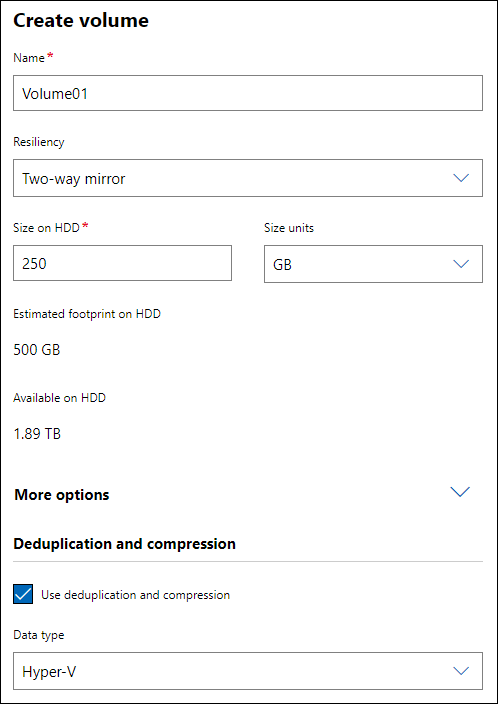 Create volume
Name*
Volume01
Resiliency
Two-way mirror
Size on HDD* Size units
250 GB
Estimated footprint on HDD
500 GB
Available on HDD
1.89 TB
More options
Deduplication and compression
Use deduplication and compression
Data type
Hyper-V